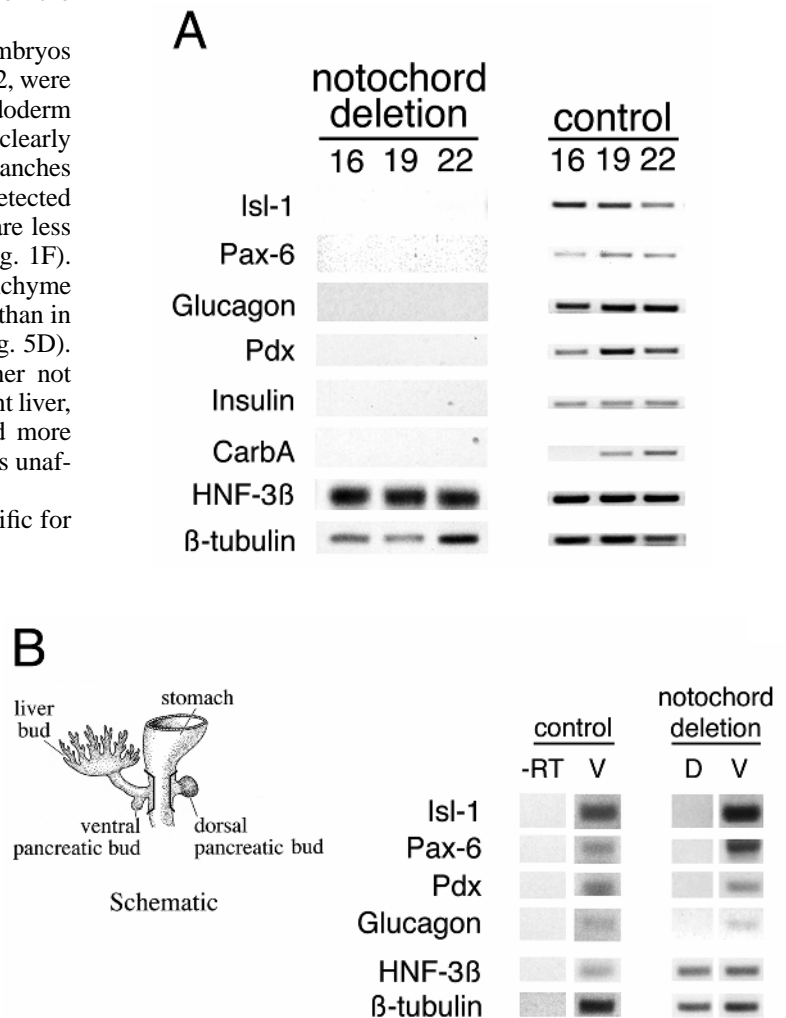 mbryos
2, were
doderm
clearly
anches
etected
are less
g. 1F).
chyme
than in
g. 5D).
her not
nt liver,
d more
s unaf-
ific for
A
notochord
deletion
control
16 19 22
16 19 22
Isl-1
Pax-6
Glucagon
Pdx
Insulin
CarbA
HNF-3ß
ß-tubulin
B
liver
bud
stomach
ventral
pancreatic bud
dorsal
pancreatic bud
Schematic
control
notochord
deletion
-RT V
D V
Isl-1
Pax-6
Pdx
Glucagon
HNF-3ß
ß-tubulin